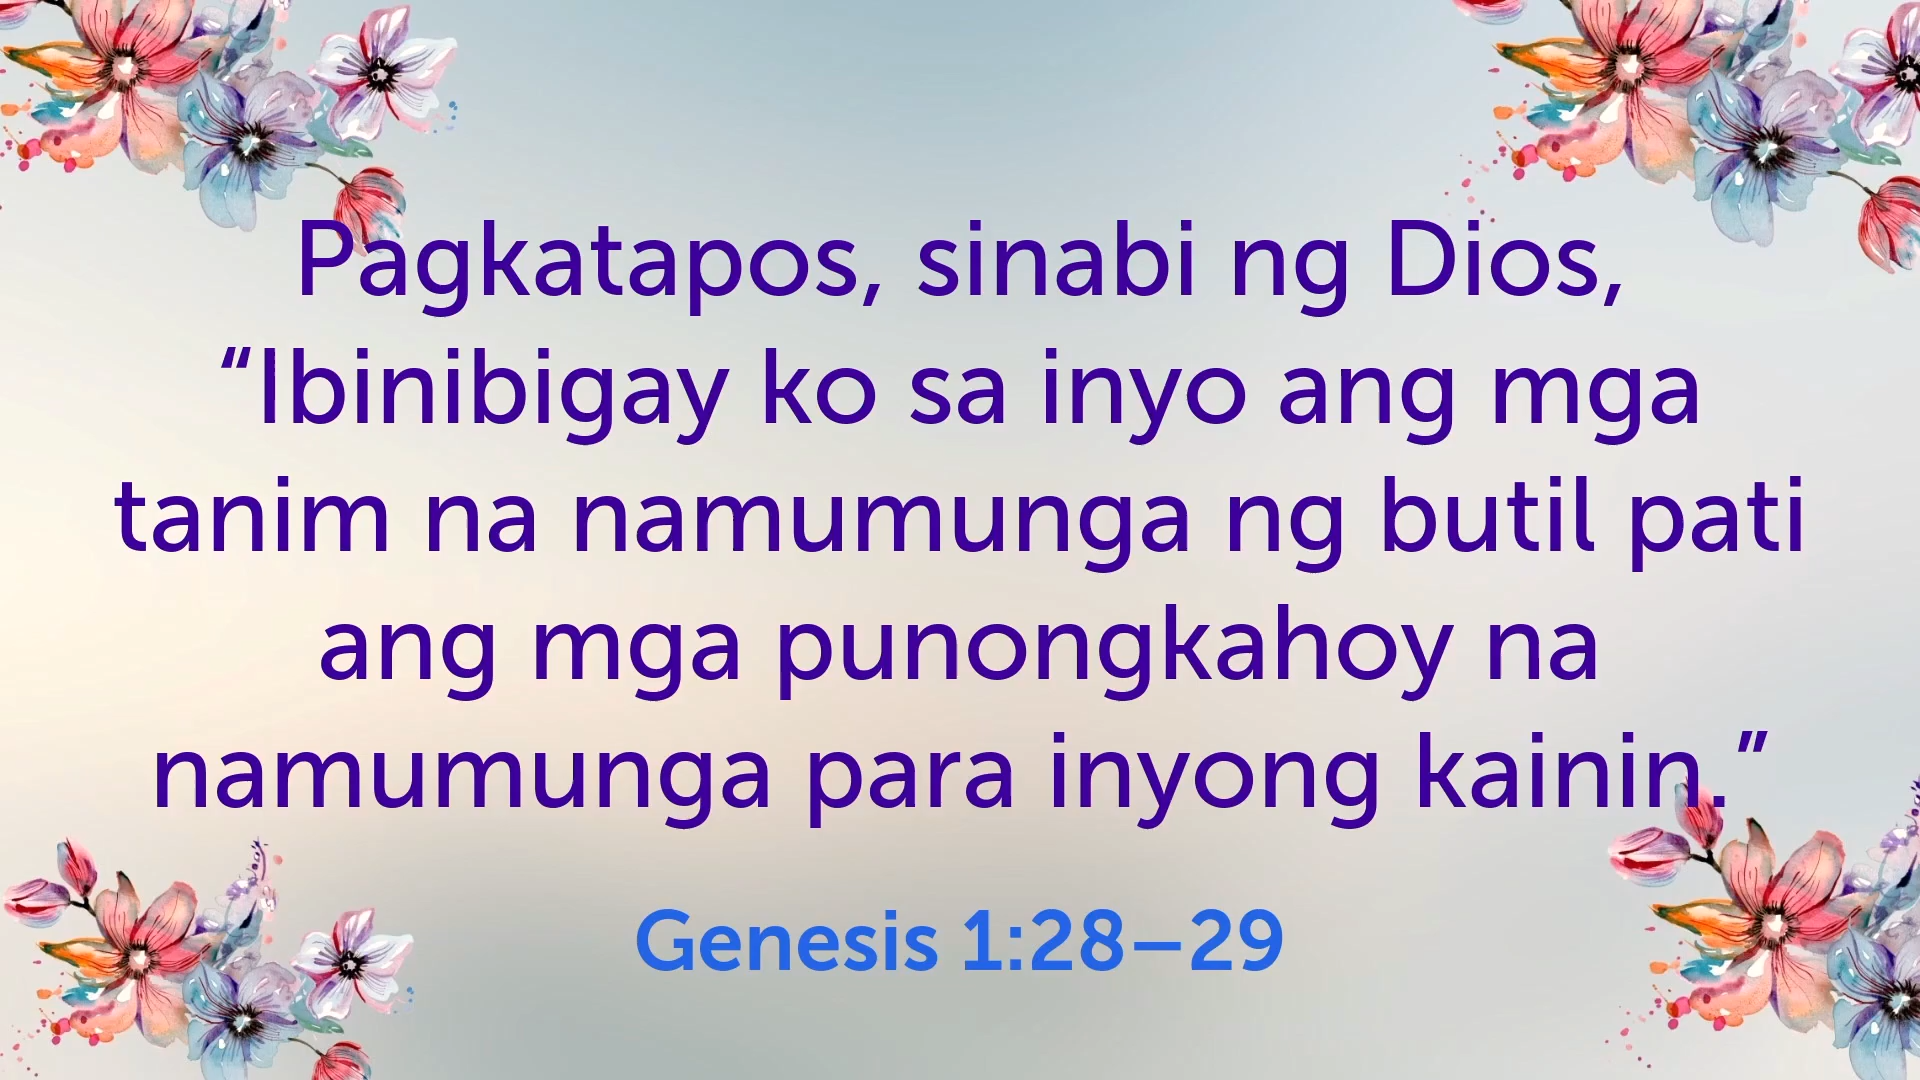 Pagkatapos, sinabi ng Dios,
“Ibinibigay ko sa inyo ang mga
tanim na namumunga ng butil pati
ang mga punongkahoy na
namumunga para inyong kainin.”
Genesis 1:28–29